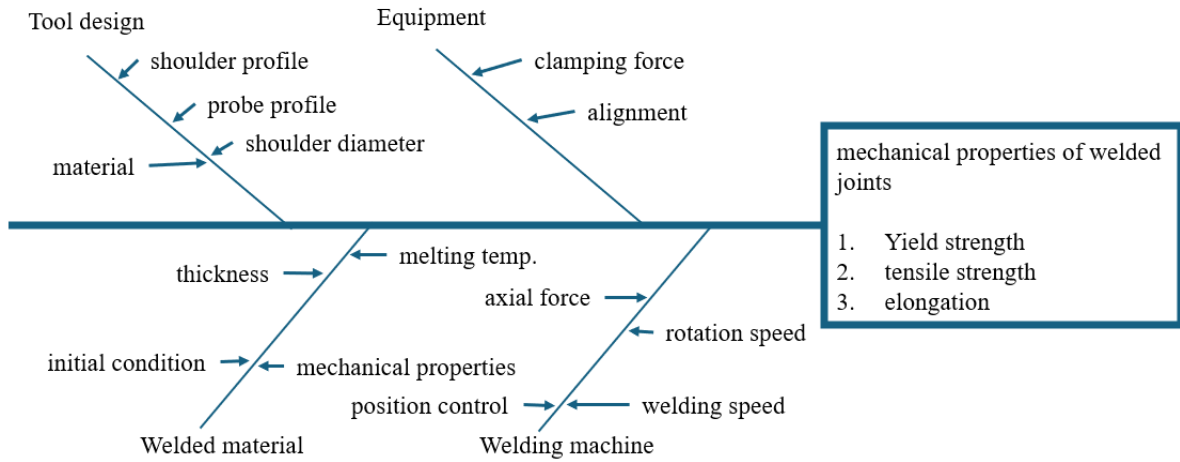 Tool design
shoulder profile
probe profile
shoulder diameter
material
Equipment
clamping force
alignment
mechanical properties of welded
joints
1. Yield strength
2. tensile strength
3. elongation
melting temp.
thickness
initial condition
mechanical properties
Welded material
axial force
rotation speed
position control
welding speed
Welding machine